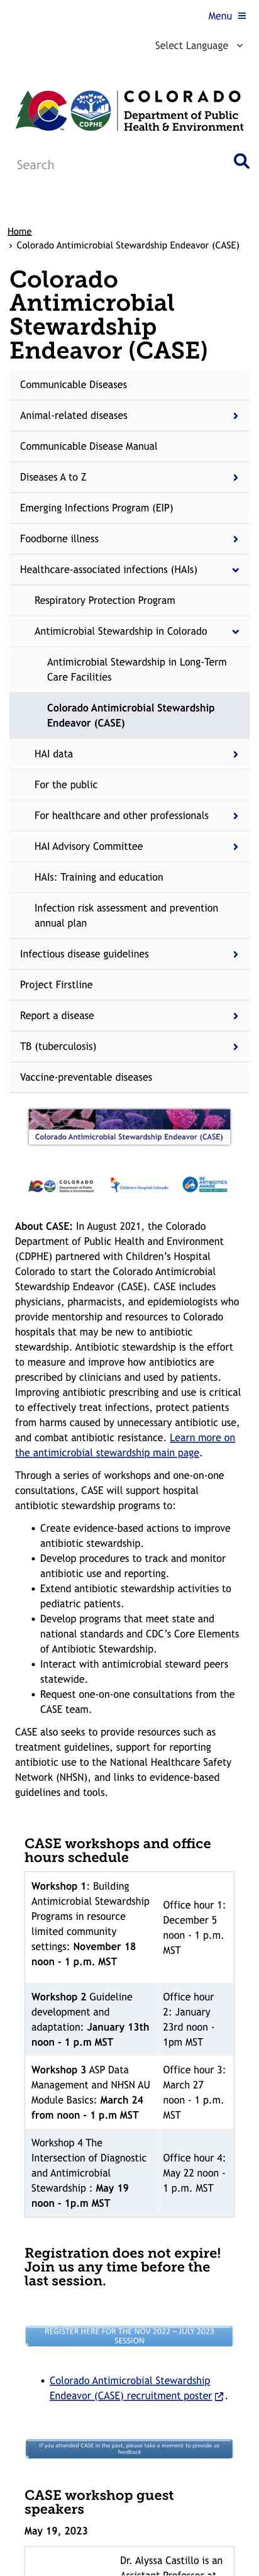 Menu
Select Language
COLORADO
Department of Public
Health & Environment
CDPHE
Search
Home
› Colorado Antimicrobial Stewardship Endeavor (CASE)
Colorado
Antimicrobial
Stewardship
Endeavor (CASE)
Communicable Diseases
Animal-related diseases
Communicable Disease Manual
Diseases A to Z
Emerging Infections Program (EIP)
Foodborne illness
Healthcare-associated infections (HAIs)
Respiratory Protection Program
Antimicrobial Stewardship in Colorado
Antimicrobial Stewardship in Long-Term
Care Facilities
Colorado Antimicrobial Stewardship
Endeavor (CASE)
HAI data
For the public
For healthcare and other professionals
HAI Advisory Committee
HAIs: Training and education
Infection risk assessment and prevention
annual plan
Infectious disease guidelines
Project Firstline
Report a disease
TB (tuberculosis)
Vaccine-preventable diseases
Colorado Antimicrobial Stewardship Endeavor (CASE)
COLORADO
Department of Public
Health & Environment
Children's Hospital Colorado
BE
ANTIBIOTICS
AWARE
About CASE: In August 2021, the Colorado
Department of Public Health and Environment
(CDPHE) partnered with Children's Hospital
Colorado to start the Colorado Antimicrobial
Stewardship Endeavor (CASE). CASE includes
physicians, pharmacists, and epidemiologists who
provide mentorship and resources to Colorado
hospitals that may be new to antibiotic
stewardship. Antibiotic stewardship is the effort
to measure and improve how antibiotics are
prescribed by clinicians and used by patients.
Improving antibiotic prescribing and use is critical
to effectively treat infections, protect patients
from harms caused by unnecessary antibiotic use,
and combat antibiotic resistance. Learn more on
the antimicrobial stewardship main page.
Through a series of workshops and one-on-one
consultations, CASE will support hospital
antibiotic stewardship programs to:
• Create evidence-based actions to improve
antibiotic stewardship.
• Develop procedures to track and monitor
antibiotic use and reporting.
• Extend antibiotic stewardship activities to
pediatric patients.
• Develop programs that meet state and
national standards and CDC's Core Elements
of Antibiotic Stewardship.
• Interact with antimicrobial steward peers
statewide.
• Request one-on-one consultations from the
CASE team.
CASE also seeks to provide resources such as
treatment guidelines, support for reporting
antibiotic use to the National Healthcare Safety
Network (NHSN), and links to evidence-based
guidelines and tools.
CASE workshops and office
hours schedule
Workshop 1: Building
Antimicrobial Stewardship
Programs in resource
limited community
settings: November 18
noon - 1 p.m. MST
Office hour 1:
December 5
noon - 1 p.m.
MST
Workshop 2 Guideline
development and
adaptation: January 13th
noon - 1 p.m MST
Office hour
2: January
23rd noon -
1pm MST
Workshop 3 ASP Data
Management and NHSN AU
Module Basics: March 24
from noon - 1 p.m MST
Office hour 3:
March 27
noon - 1 p.m.
MST
Workshop 4 The
Intersection of Diagnostic
and Antimicrobial
Stewardship : May 19
noon - 1p.m MST
Office hour 4:
May 22 noon -
1 p.m. MST
Registration does not expire!
Join us any time before the
last session.
REGISTER HERE FOR THE NOV 2022 – JULY 2023
SESSION
• Colorado Antimicrobial Stewardship
Endeavor (CASE) recruitment poster .
If you attended CASE in the past, please take a moment to provide us
feedback
CASE workshop guest
speakers
May 19, 2023
Dr. Alyssa Castillo is an
Assistant Professor at